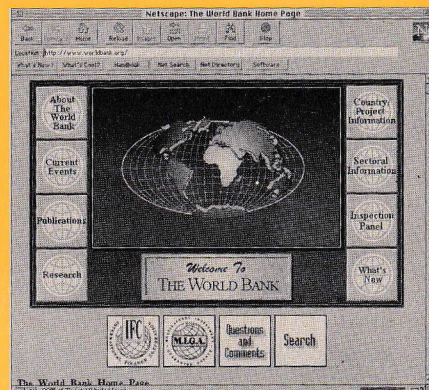 Netscape: The World Bank Home Page
Back Home Reload Open Find Stop
Location: http://www.worldbank.org/
What's New? What's Cool? Handbook Net Search Net Directory Software
About The World Bank
Current Events
Publications
Research
Country/Project Information
Sectoral Information
Inspection Panel
What's New
Welcome To
THE WORLD BANK
IFC
M.I.G.A.
Questions and Comments
Search
The World Bank Home Page